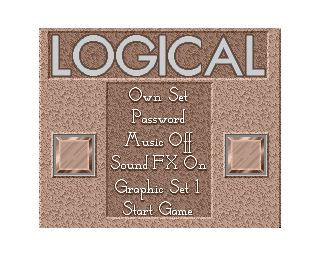 LOGICAL
Own Set
Password
Music Off
Sound FX On
Graphic Set 1
Start Game